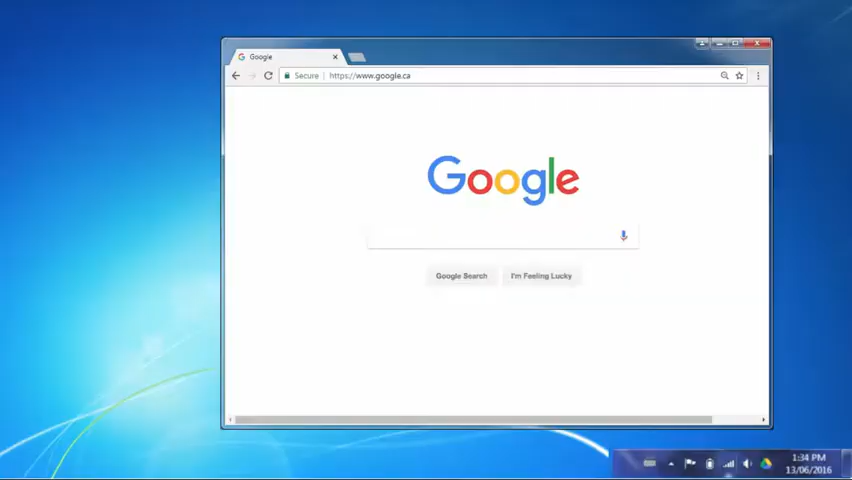 Google
Secure | https://www.google.ca
Google
Google Search
I'm Feeling Lucky
1:34 PM
13/06/2016